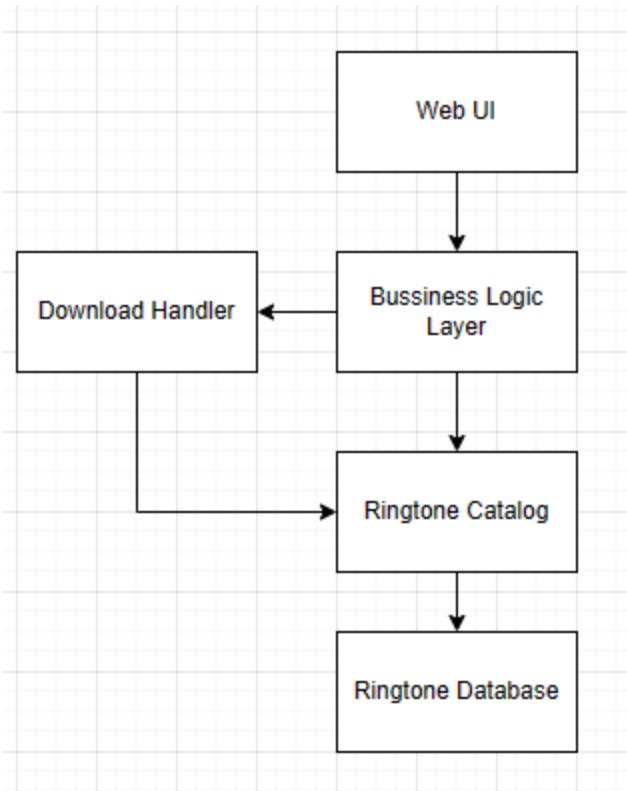 Web UI
Download Handler
Bussiness Logic
Layer
Ringtone Catalog
Ringtone Database